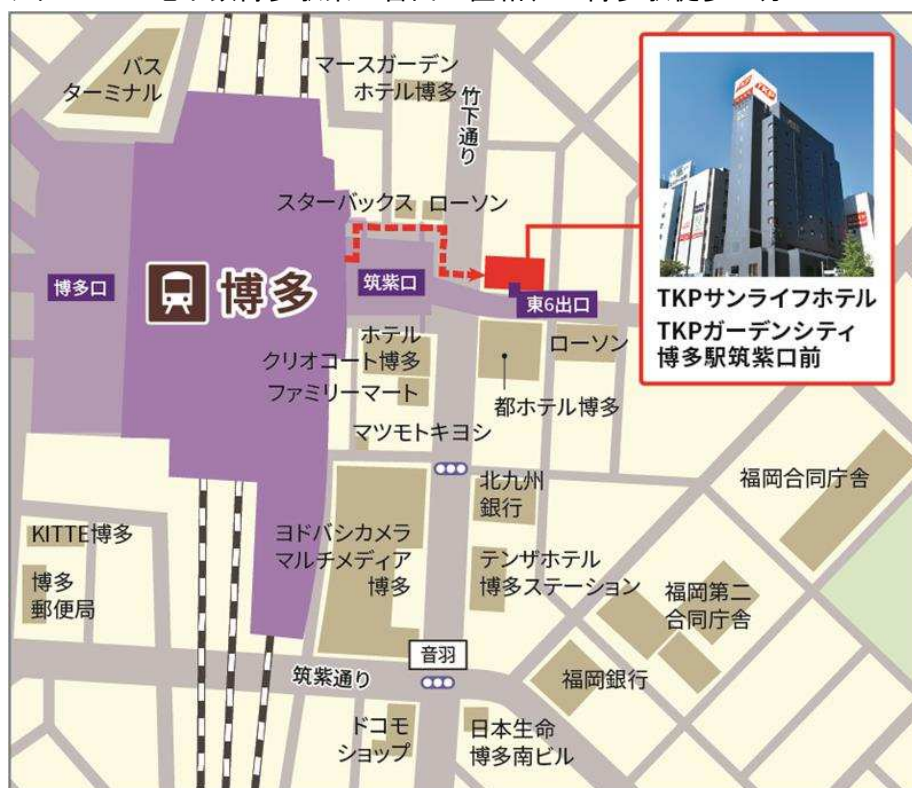 バス
ターミナル
マースガーデン
ホテル博多
竹下通り
スターバックス
ローソン
博多口
博多
筑紫口
東6出口
TKP
TKP
TKPサンライフホテル
TKPガーデンシティ
博多駅筑紫口前
ホテル
クリオコート博多
ファミリーマート
ローソン
都ホテル博多
マツモトキヨシ
北九州
銀行
福岡合同庁舎
KITTE博多
博多
郵便局
ヨドバシカメラ
マルチメディア
博多
テンザホテル
博多ステーション
福岡第二
合同庁舎
音羽
筑紫通り
福岡銀行
ドコモ
ショップ
日本生命
博多南ビル